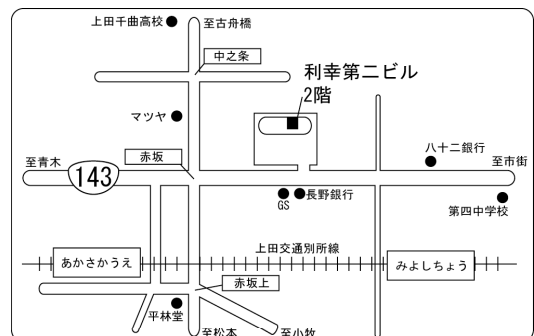 上田千曲高校
至古舟橋
中之条
利幸第二ビル
2階
マツヤ
赤坂
八十二銀行
至青木
至市街
143
長野銀行
GS
第四中学校
上田交通別所線
あかさかうえ
みよしちょう
赤坂上
平林堂
至松本
至小牧